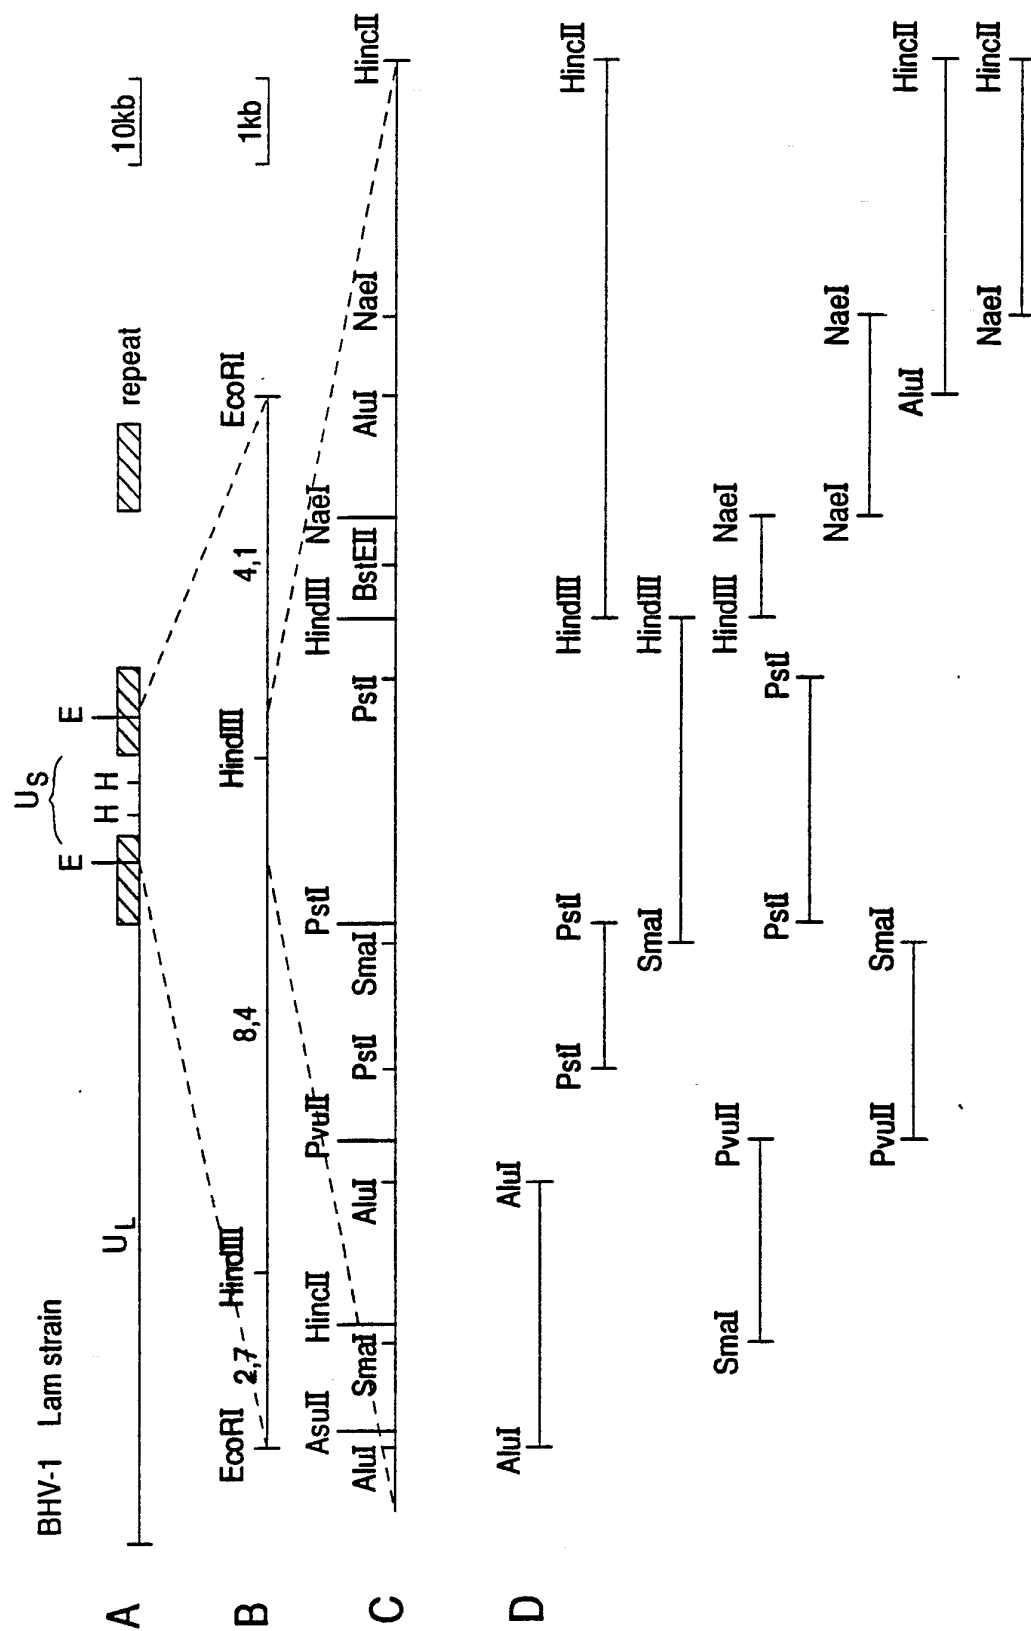 BHV-1 Lam strain
A
U_L
E
U_S
H H
E
repeat
10kb
B
EcoRI
2,7
HindIII
8,4
HindIII
4,1
EcoRI
1kb
C
AluI
AsuII
SmaI
HincII
AluI
PvuII
PstI
SmaI
PstI
PstI
HindIII
BstEII
NaeI
AluI
NaeI
HincII
D
AluI AluI
PstI PstI
HindIII HincII
SmaI HindIII
SmaI PvuII
HindIII NaeI
PstI PstI
NaeI NaeI
PvuII SmaI
AluI HincII
NaeI HincII